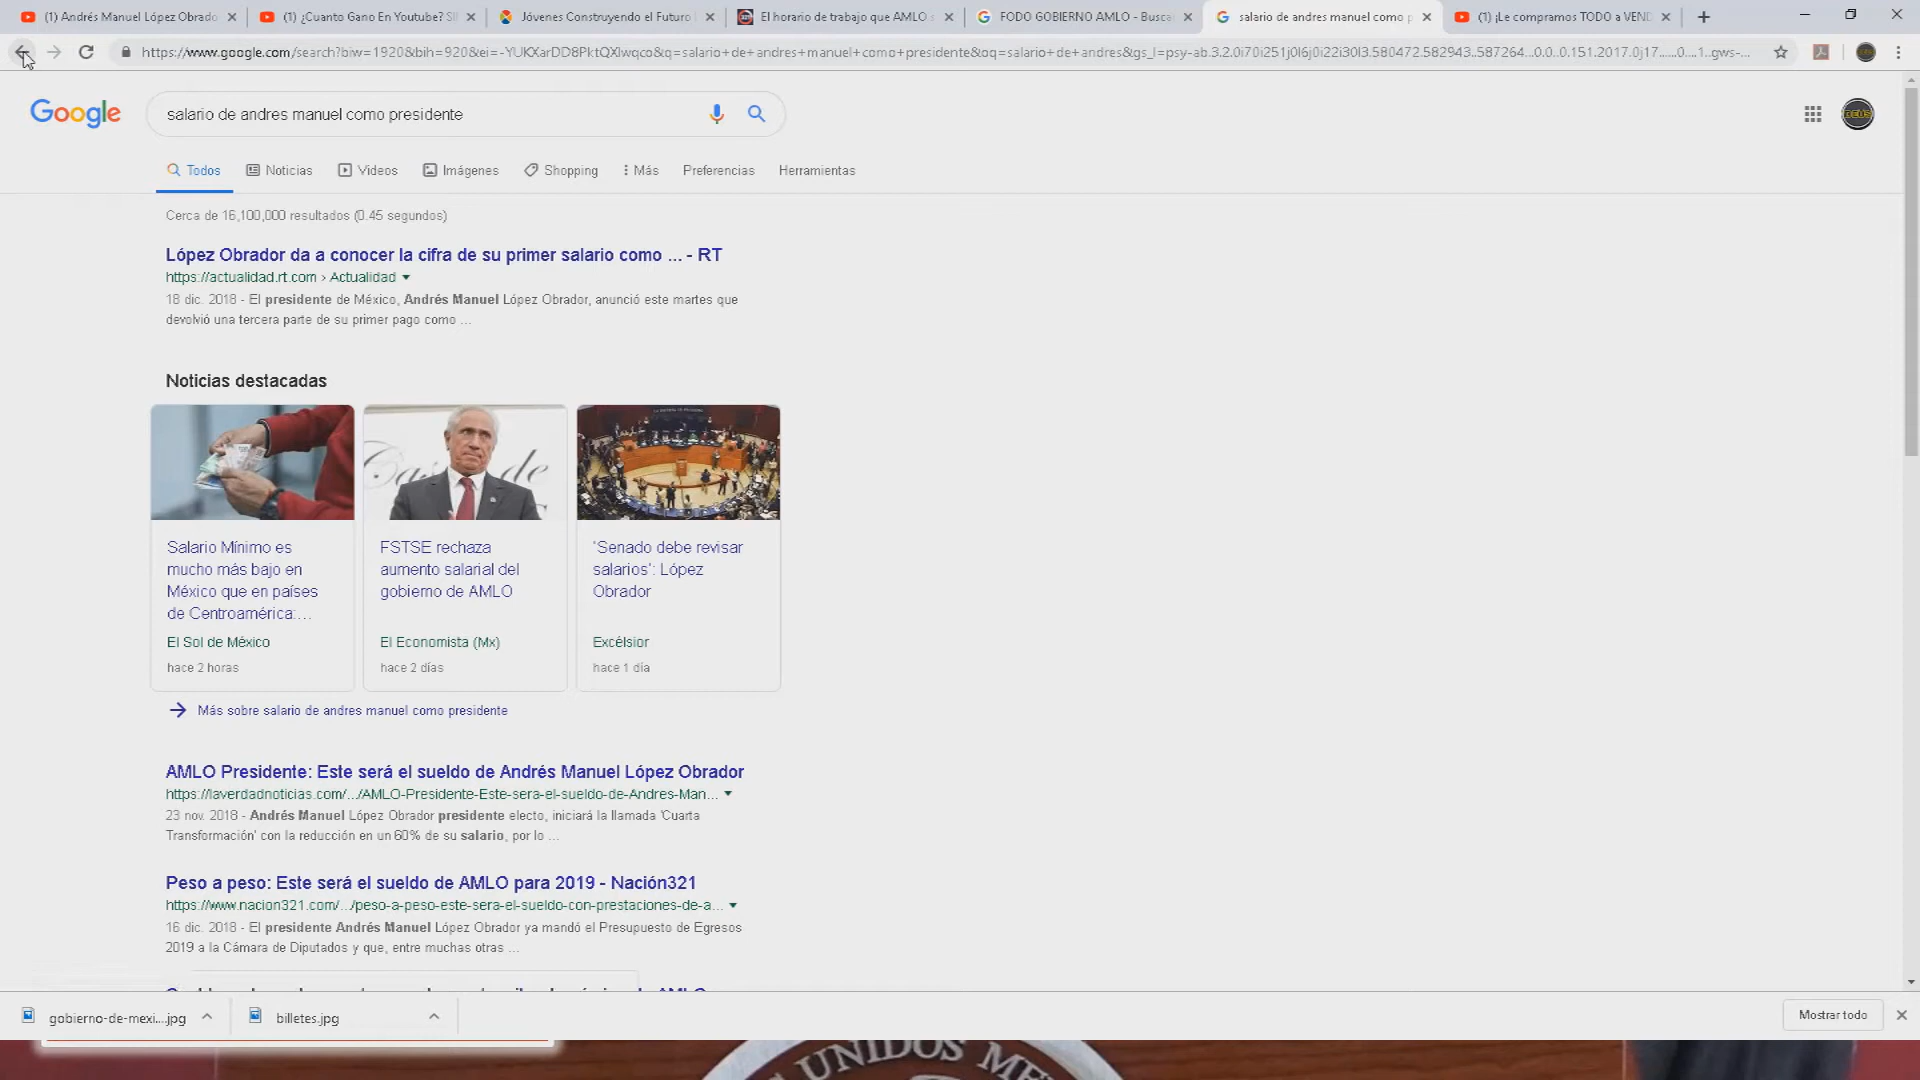 (1) Andrés Manuel López Obrado
(1) ¿Cuanto Gano En Youtube? SI
Jóvenes Construyendo el Futuro
El horario de trabajo que AMLO s
FODO GOBIERNO AMLO - Busca
salario de andres manuel como p
(1) ¡Le compramos TODO a VEND
https://www.google.com/search?biw=1920&bih=920&ei=-YUKXarDD8PktQXlwqco&q=salario+de+andres+manuel+como+presidente&oq=salario+de+andres&gs_l=psy-ab.3.2.0i70i251j0l6j0i22i30l3.580472.582943..587264...0.0..0.151.2017.0j17......0....1..gws-...
Google
salario de andres manuel como presidente
Todos
Noticias
Videos
Imágenes
Shopping
Más
Preferencias
Herramientas
Cerca de 16,100,000 resultados (0.45 segundos)
López Obrador da a conocer la cifra de su primer salario como ... - RT
https://actualidad.rt.com › Actualidad
18 dic. 2018 - El presidente de México, Andrés Manuel López Obrador, anunció este martes que
devolvió una tercera parte de su primer pago como ...
Noticias destacadas
Salario Mínimo es
mucho más bajo en
México que en países
de Centroamérica:...
El Sol de México
hace 2 horas
FSTSE rechaza
aumento salarial del
gobierno de AMLO
El Economista (Mx)
hace 2 días
'Senado debe revisar
salarios': López
Obrador
Excélsior
hace 1 día
Más sobre salario de andres manuel como presidente
AMLO Presidente: Este será el sueldo de Andrés Manuel López Obrador
https://laverdadnoticias.com/.../AMLO-Presidente-Este-sera-el-sueldo-de-Andres-Man...
23 nov. 2018 - Andrés Manuel López Obrador presidente electo, iniciará la llamada 'Cuarta
Transformación' con la reducción en un 60% de su salario, por lo ...
Peso a peso: Este será el sueldo de AMLO para 2019 - Nación321
https://www.nacion321.com/.../peso-a-peso-este-sera-el-sueldo-con-prestaciones-de-a...
16 dic. 2018 - El presidente Andrés Manuel López Obrador ya mandó el Presupuesto de Egresos
2019 a la Cámara de Diputados y que, entre muchas otras ...
gobierno-de-mexi....jpg
billetes.jpg
Mostrar todo
UNIDOS